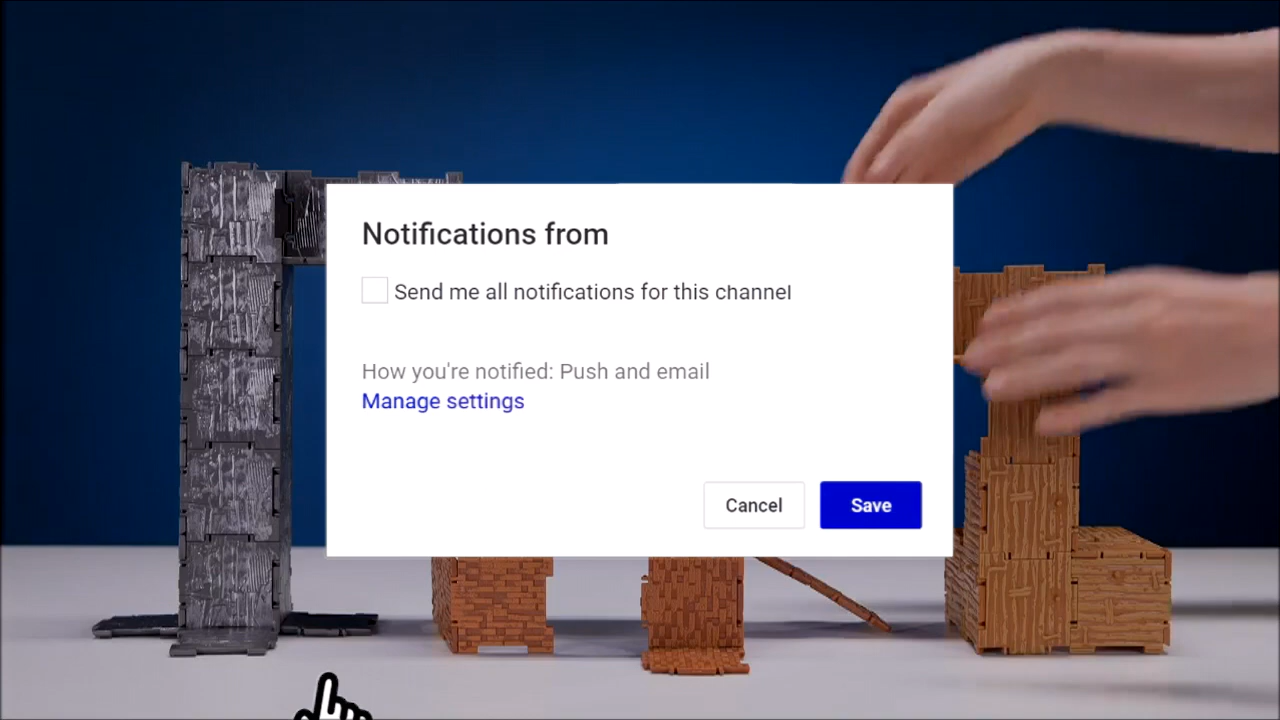 Notifications from
Send me all notifications for this channel
How you're notified: Push and email
Manage settings
Cancel
Save